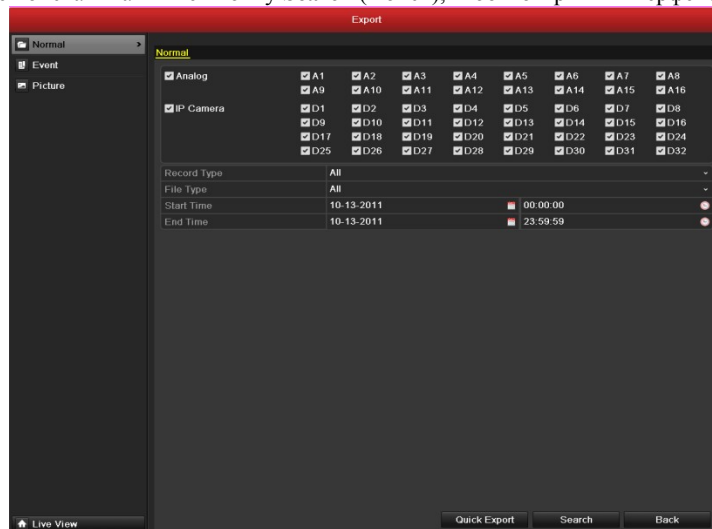 Search
Export
Normal >
Event
Picture
Normal
Analog A1 A2 A3 A4 A5 A6 A7 A8
A9 A10 A11 A12 A13 A14 A15 A16
IP Camera D1 D2 D3 D4 D5 D6 D7 D8
D9 D10 D11 D12 D13 D14 D15 D16
D17 D18 D19 D20 D21 D22 D23 D24
D25 D26 D27 D28 D29 D30 D31 D32
Record Type All
File Type All
Start Time 10-13-2011 00:00:00
End Time 10-13-2011 23:59:59
Live View
Quick Export Search Back